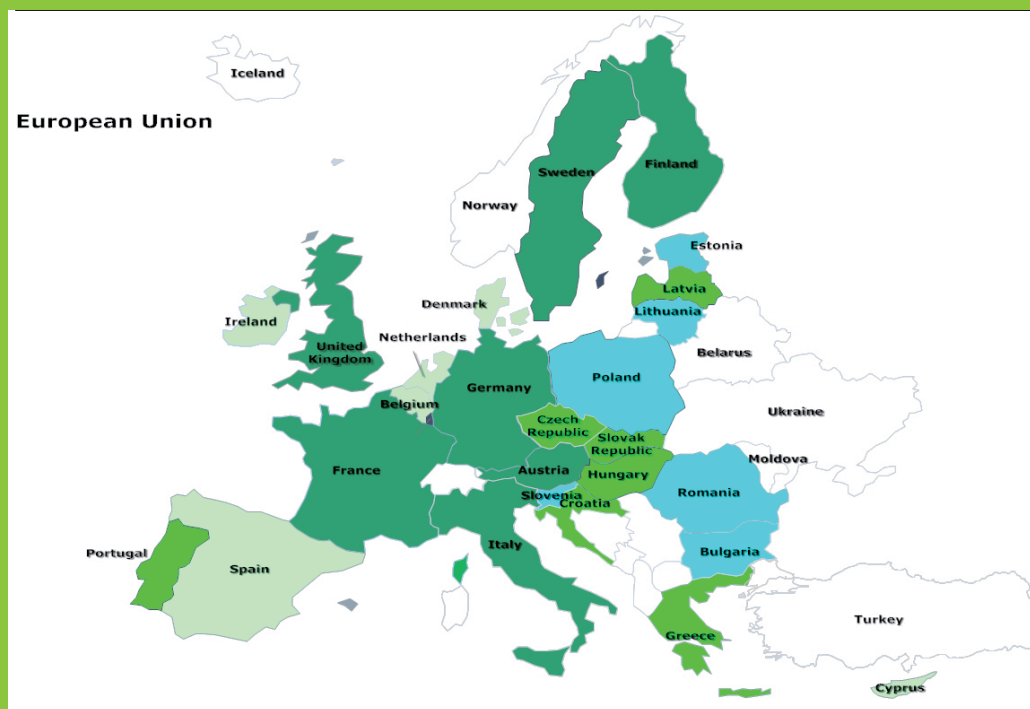 Iceland
European Union
Sweden
Finland
Norway
Estonia
Latvia
Denmark
Lithuania
Ireland
Netherlands
United
Kingdom
Belarus
Poland
Germany
Belgium
Ukraine
Czech
Republic
Slovak
Republic
Moldova
France
Austria
Hungary
Slovenia
Romania
Croatia
Italy
Bulgaria
Portugal
Spain
Turkey
Greece
Cyprus